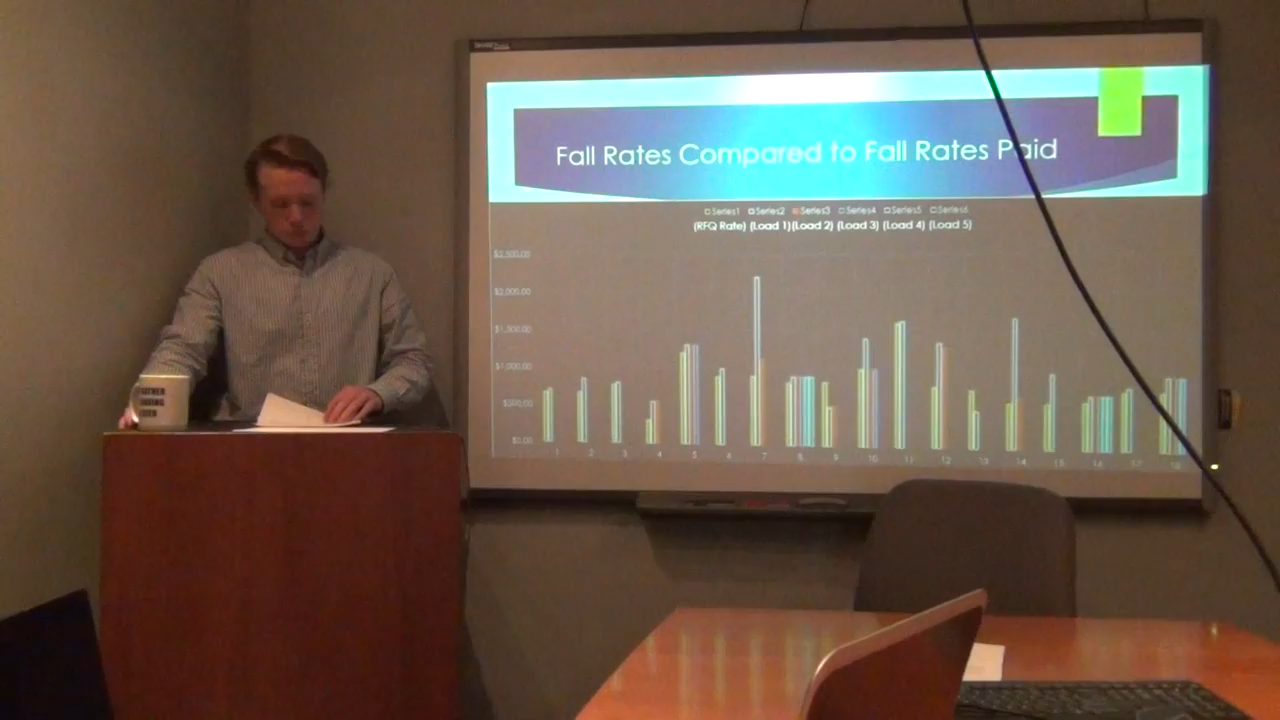 Fall Rates Compared to Fall Rates Paid
Series1 Series2 Series3 Series4 Series5 Series6
(RFQ Rate) (Load 1) (Load 2) (Load 3) (Load 4) (Load 5)
$2,500.00
$2,000.00
$1,500.00
$1,000.00
$500.00
$0.00
1 2 3 4 5 6 7 8 9 10 11 12 13 14 15 16 17 18